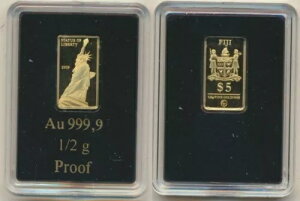 STATUE OF
LIBERTY
Au 999,9
1/2 g
Proof
FIJI
$5